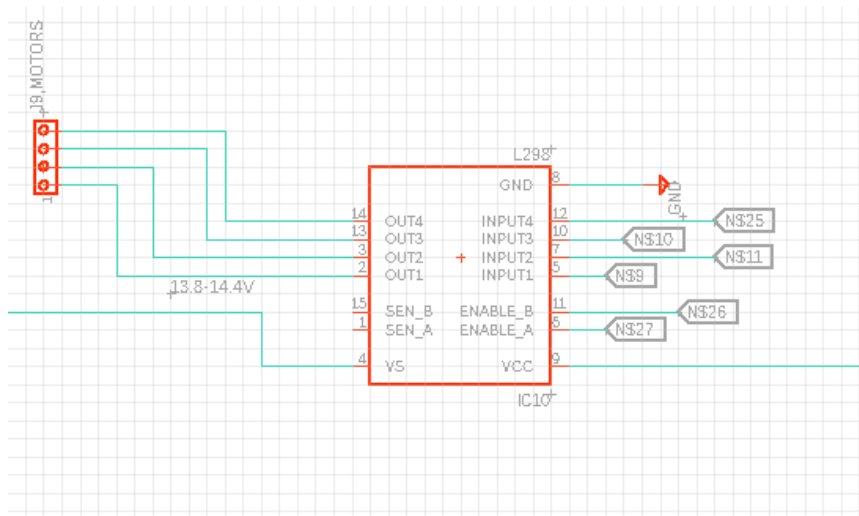 J9,MOTORS
1
L298
8
GND
GND
14
OUT4
INPUT4
12
N$25
13
OUT3
INPUT3
10
N$10
3
OUT2
INPUT2
7
N$11
2
OUT1
INPUT1
5
N$9
13.8-14.4V
15
SEN_B
ENABLE_B
11
N$26
1
SEN_A
ENABLE_A
6
N$27
4
VS
VCC
9
IC10